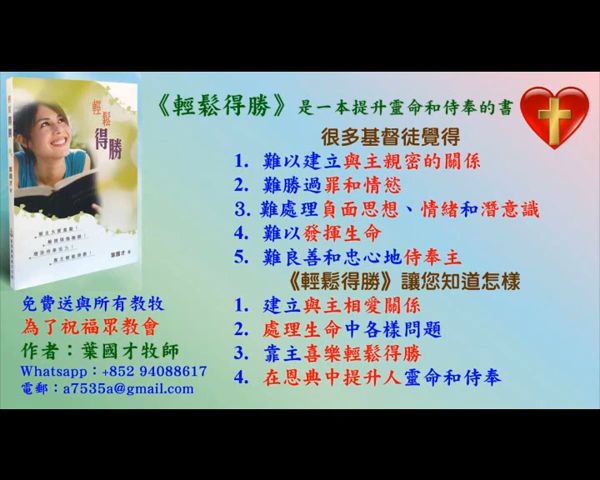 《輕鬆得勝》是一本提升靈命和侍奉的書
很多基督徒覺得
1. 難以建立與主親密的關係
2. 難勝過罪和情慾
3. 難處理負面思想、情緒和潛意識
4. 難以發揮生命
5. 難良善和忠心地侍奉主
《輕鬆得勝》讓您知道怎樣
1. 建立與主相愛關係
2. 處理生命中各樣問題
3. 靠主喜樂輕鬆得勝
4. 在恩典中提升人靈命和侍奉
輕鬆得勝
輕鬆
得勝
葉國才
免費送與所有教牧
為了祝福眾教會
作者：葉國才牧師
Whatsapp：+852 94088617
電郵：a7535a@gmail.com